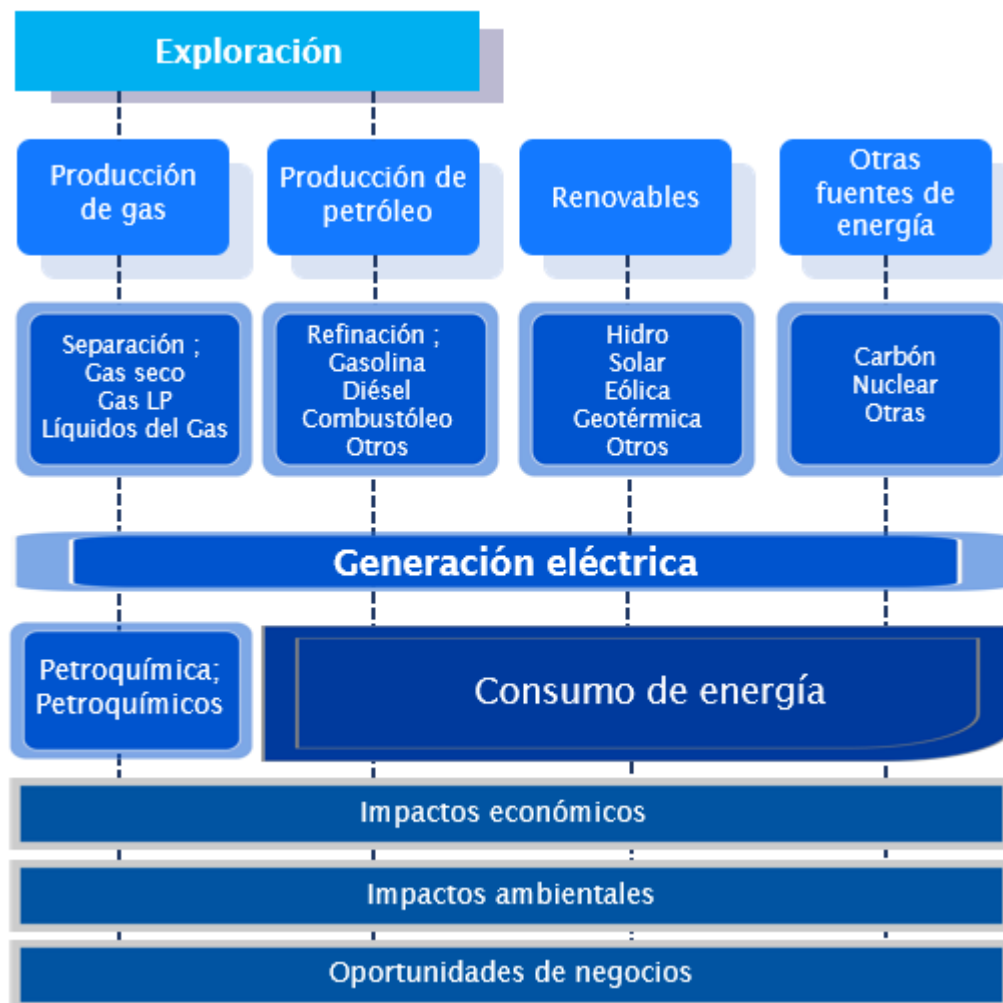 Exploración
Producción
de gas
Producción de
petróleo
Renovables
Otras
fuentes de
energía
Separación ;
Gas seco
Gas LP
Líquidos del Gas
Refinación ;
Gasolina
Diésel
Combustóleo
Otros
Hidro
Solar
Eólica
Geotérmica
Otros
Carbón
Nuclear
Otras
Generación eléctrica
Petroquímica;
Petroquímicos
Consumo de energía
Impactos económicos
Impactos ambientales
Oportunidades de negocios